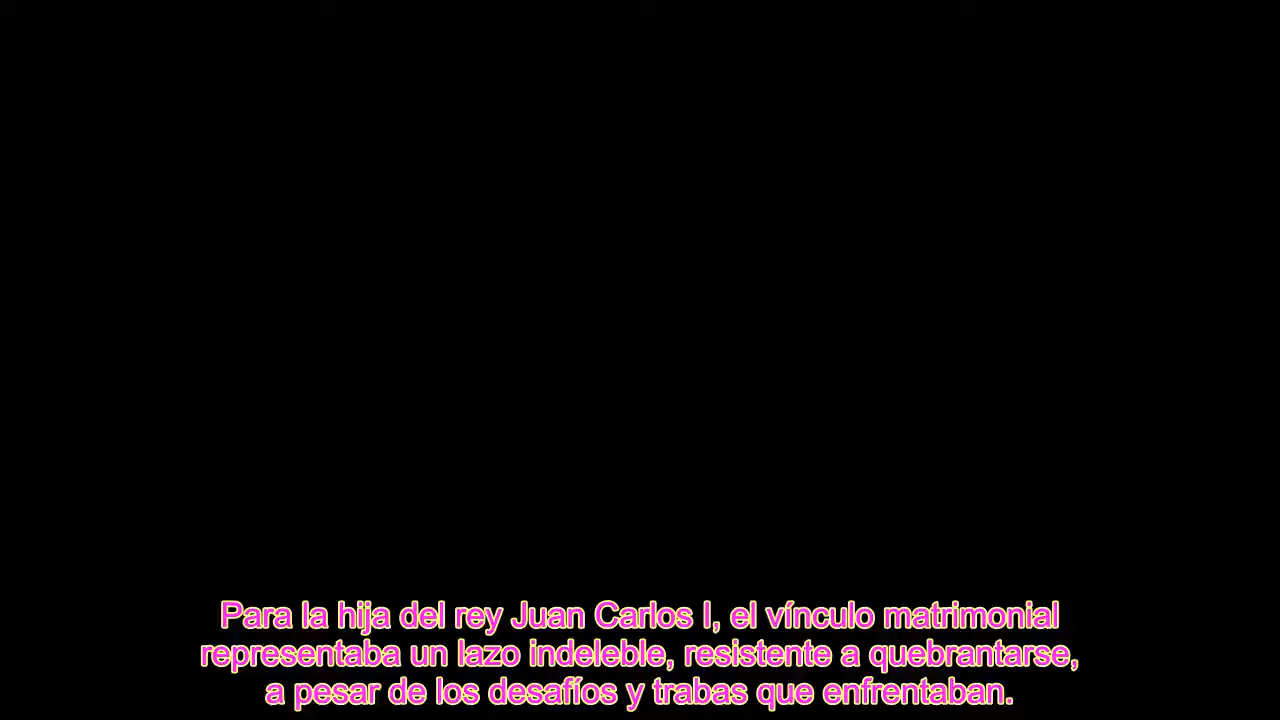 Para la hija del rey Juan Carlos I, el vínculo matrimonial
representaba un lazo indeleble, resistente a quebrantarse,
a pesar de los desafíos y trabas que enfrentaban.